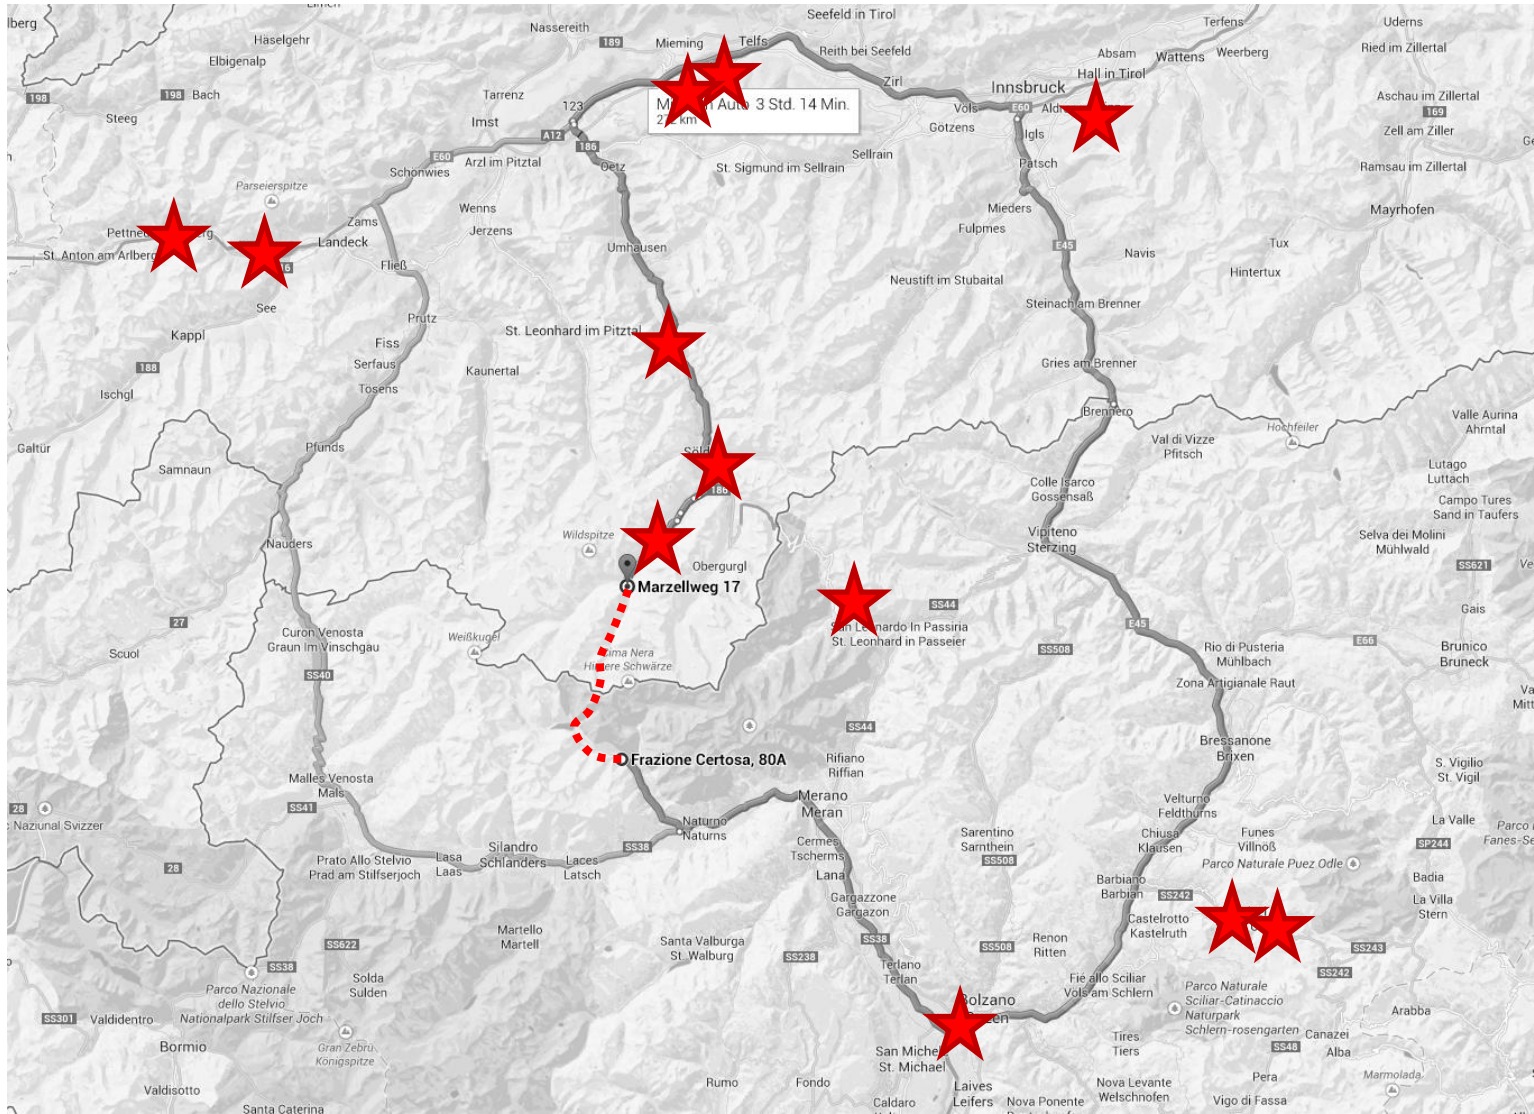 lberg
Häselgehr
Elbigenalp
Bach
198
198
Steeg
Nassereith
189
Mieming
Telfs
Seefeld in Tirol
Reith bei Seefeld
Zirl
Tarrenz
123
Imst
A12
186
Arzl im Pitztal
E60
Schönwies
Oetz
Auto 3 Std. 14 Min.
km
Völs
Götzens
Innsbruck
E60
Hall in Tirol
Absam
Wattens
Terfens
Weerberg
Igls
Patsch
Sellrain
St. Sigmund im Sellrain
Uderns
Ried im Zillertal
Aschau im Zillertal
169
Zell am Ziller
Ramsau im Zillertal
Mayrhofen
Parseierspitze
Zams
Landeck
St. Anton am Arlberg
See
Kappl
188
Ischgl
Galtür
Wenns
Jerzens
Fließ
Prutz
Fiss
Serfaus
Tösens
Kaunertal
Umhausen
St. Leonhard im Pitztal
Mieders
Fulpmes
E45
Navis
Tux
Hintertux
Neustift im Stubaital
Steinach am Brenner
Gries am Brenner
Brennero
Pfunds
Samnaun
Nauders
186
Wildspitze
Obergurgl
Marzellweg 17
Val di Vizze
Pfitsch
Hochfeiler
Valle Aurina
Ahrntal
Lutago
Luttach
Campo Tures
Sand in Taufers
Selva dei Molini
Mühlwald
SS621
Colle Isarco
Gossensaß
Vipiteno
Sterzing
27
Scuol
Curon Venosta
Graun Im Vinschgau
SS40
Weißkugel
San Leonardo In Passiria
St. Leonhard in Passeier
SS44
SS508
E45
Rio di Pusteria
Mühlbach
Zona Artigianale Raut
E66
Gais
Brunico
Bruneck
SS44
Frazione Certosa, 80A
Rifiano
Riffian
Bressanone
Brixen
S. Vigilio
St. Vigil
Malles Venosta
Mals
SS41
28
Naziunal Svizzer
28
Naturno
Naturns
SS38
Merano
Meran
Velturno
Feldthurns
Chiusa
Klausen
Funes
Villnöß
Parco Naturale Puez Odle
La Valle
SP244
Badia
La Villa
Stern
Prato Allo Stelvio
Prad am Stilfserjoch
Lasa
Laas
Silandro
Schlanders
Laces
Latsch
Cermes
Tscherms
Lana
Gargazzone
Gargazon
Sarentino
Sarnthein
SS508
Barbiano
Barbian
SS242
Castelrotto
Kastelruth
Martello
Martell
SS622
Santa Valburga
St. Walburg
SS38
SS238
SS508
Renon
Ritten
SS243
SS242
SS38
Parco Nazionale
dello Stelvio
Nationalpark Stilfser Joch
Solda
Sulden
Terlano
Terlan
Bolzano
Fiè allo Sciliar
Völs am Schlern
Parco Naturale
Sciliar-Catinaccio
Naturpark
Schlern-rosengarten
SS301
Valdidentro
Bormio
Gran Zebrù
Königspitze
Valdisotto
Santa Caterina
Rumo
Fondo
St. Michael
Caldaro
Laives
Leifers
Nova Ponente
Nova Levante
Welschnofen
Tires
Tiers
SS48
Canazei
Alba
Arabba
Pera
Vigo di Fassa
Marmolada